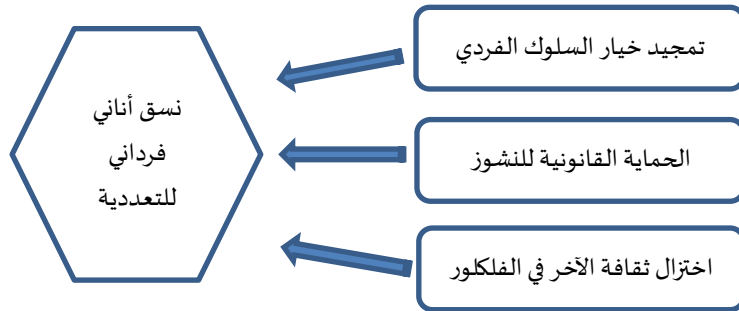 تمجيد خيار السلوك الفردي
الحماية القانونية للنشوز
اختزال ثقافة الآخر في الفلكلور
نسق أناني
فرداني
للتعددية